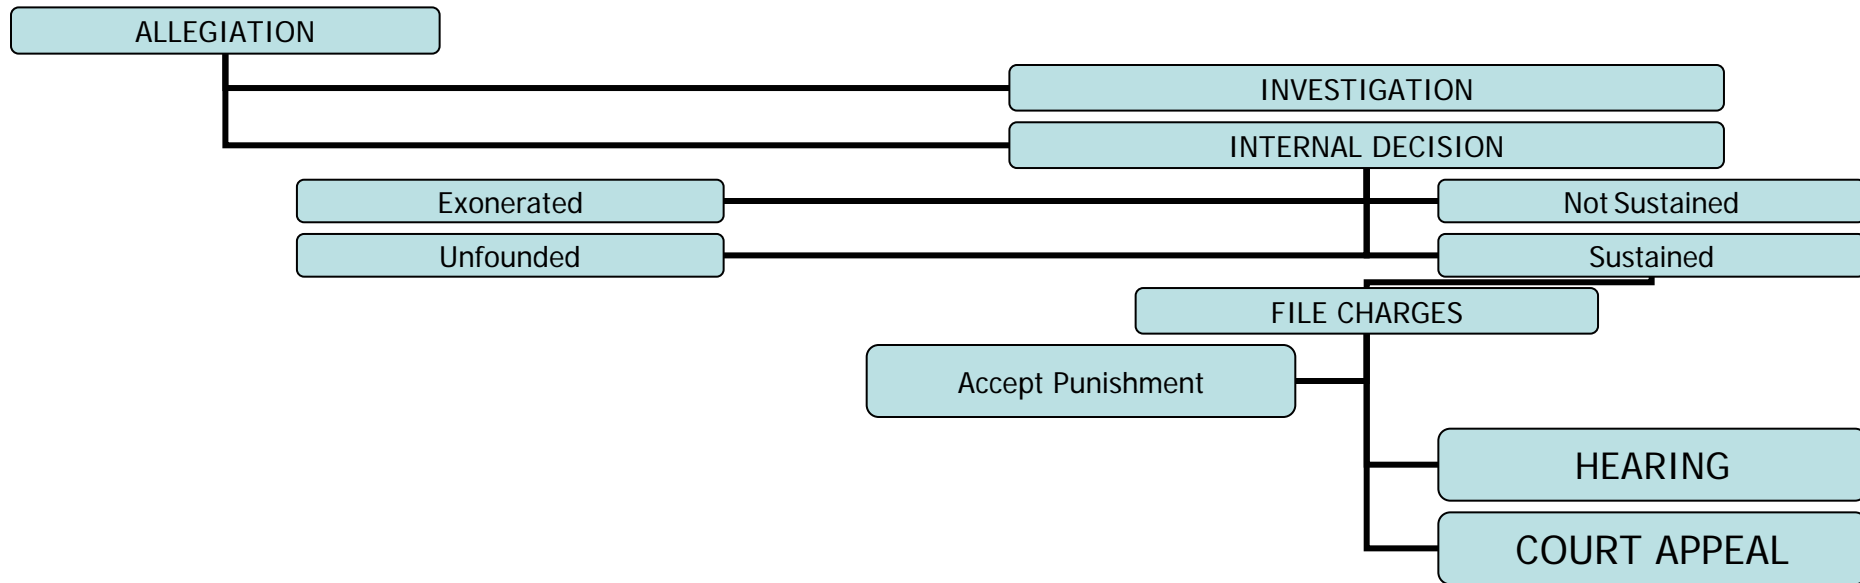 ALLEGIATION
INVESTIGATION
INTERNAL DECISION
Exonerated
Not Sustained
Unfounded
Sustained
FILE CHARGES
Accept Punishment
HEARING
COURT APPEAL